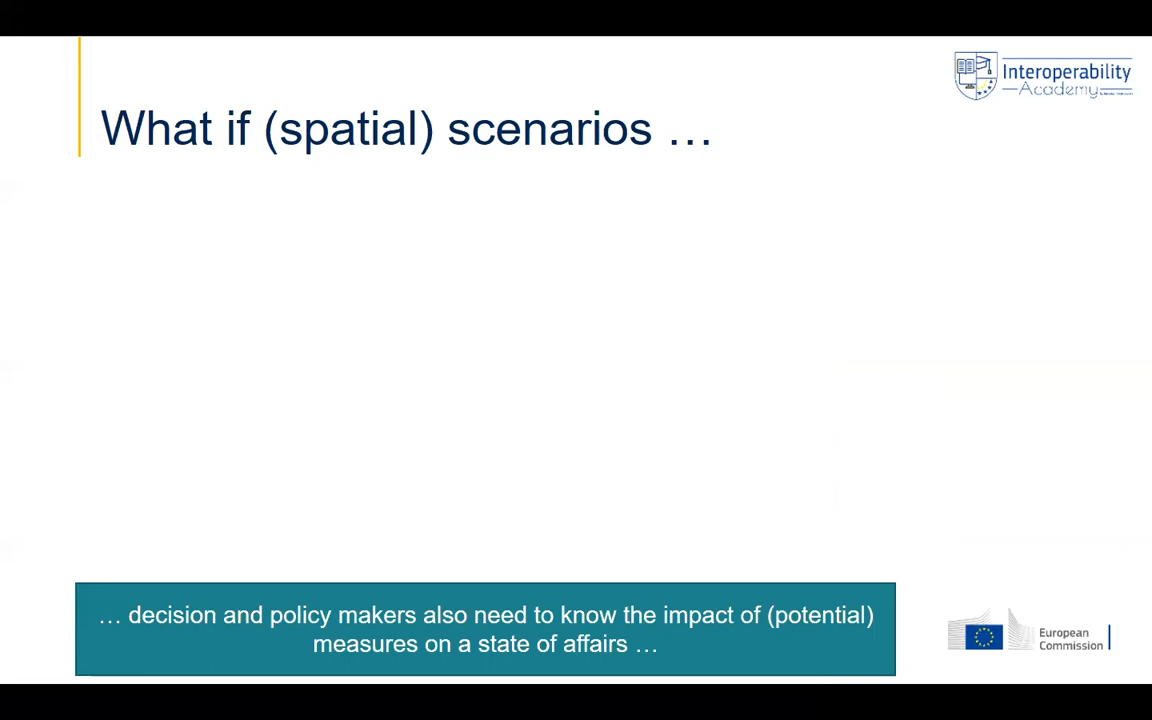 Interoperability
Academy
What if (spatial) scenarios …
… decision and policy makers also need to know the impact of (potential)
measures on a state of affairs …
European
Commission